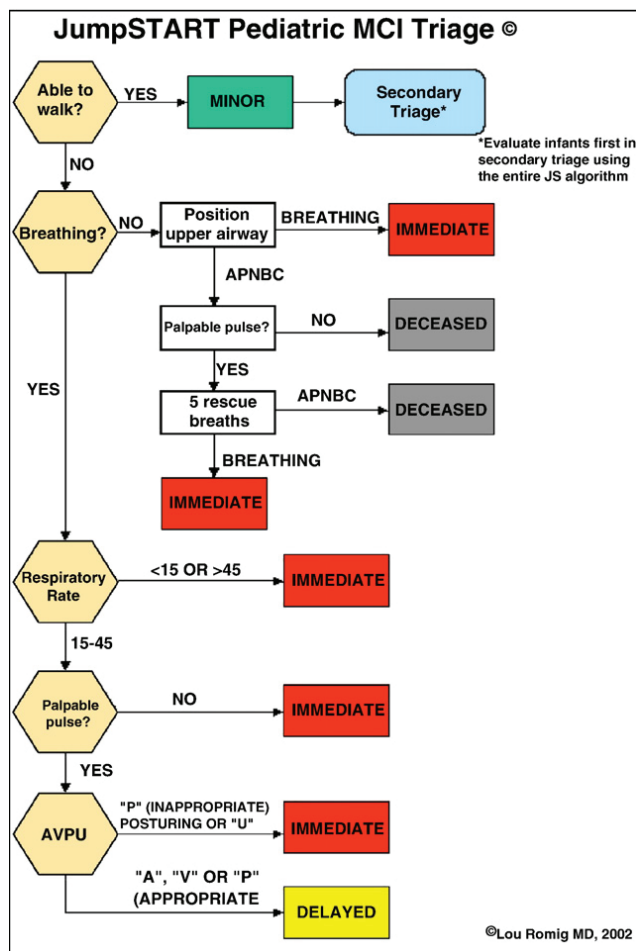 JumpSTART Pediatric MCI Triage ©
Able to
walk?
YES
MINOR
Secondary
Triage*
*Evaluate infants first in
secondary triage using
the entire JS algorithm
NO
Breathing?
NO
Position
upper airway
BREATHING
IMMEDIATE
APNBC
Palpable pulse?
NO
DECEASED
YES
5 rescue
breaths
APNBC
DECEASED
BREATHING
IMMEDIATE
YES
Respiratory
Rate
<15 OR >45
IMMEDIATE
15-45
Palpable
pulse?
NO
IMMEDIATE
YES
AVPU
"P" (INAPPROPRIATE)
POSTURING OR "U"
IMMEDIATE
"A", "V" OR "P"
(APPROPRIATE
DELAYED
©Lou Romig MD, 2002